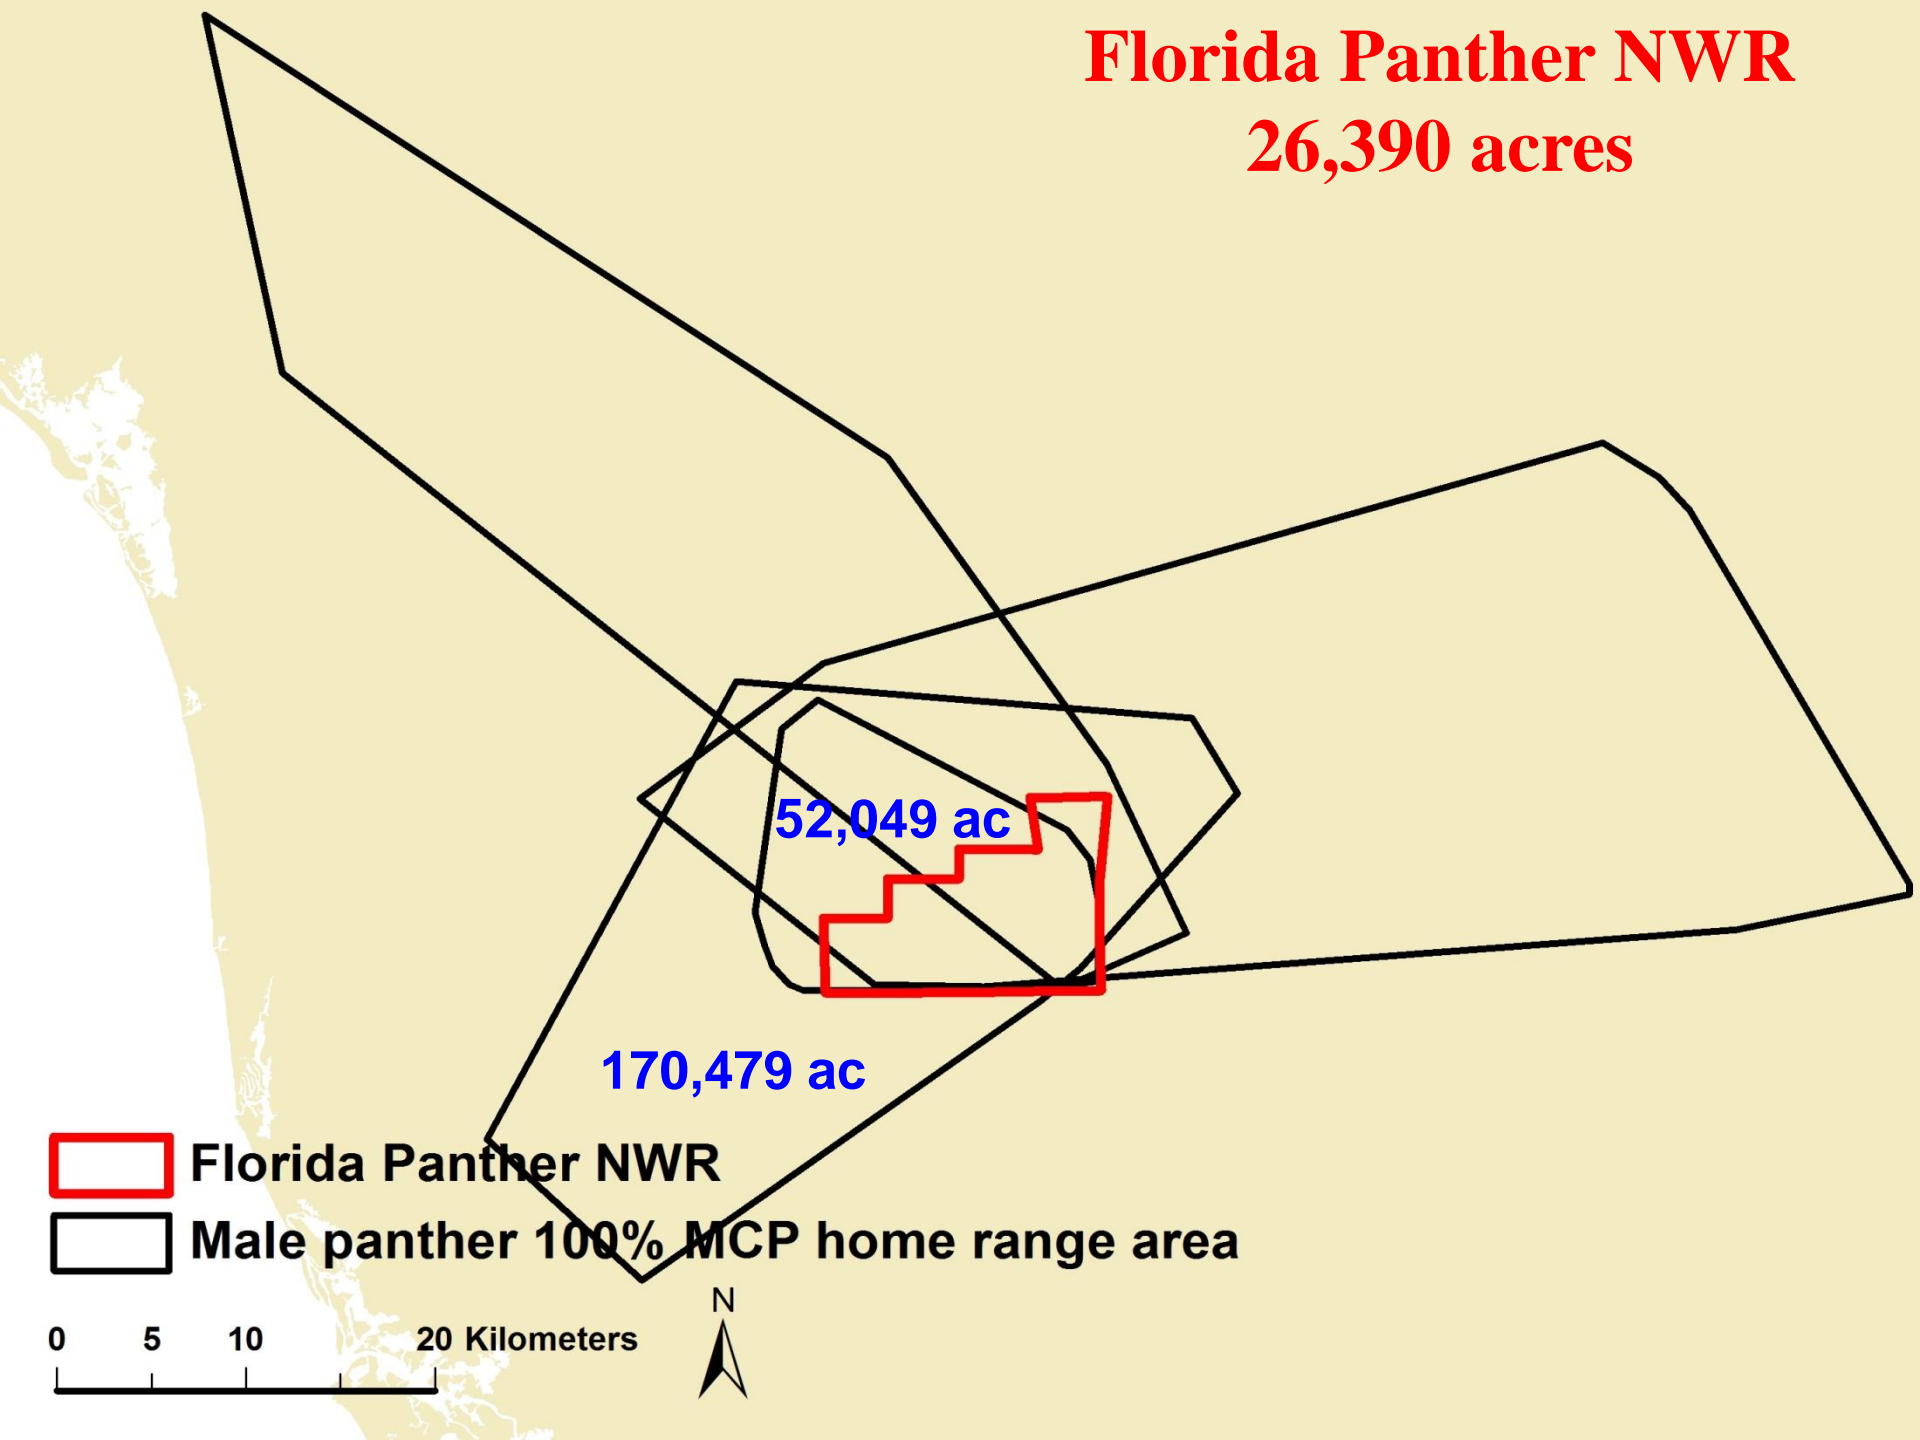 Florida Panther NWR
26,390 acres
52,049 ac
170,479 ac
Florida Panther NWR
Male panther 100% MCP home range area
N
0 5 10 20 Kilometers